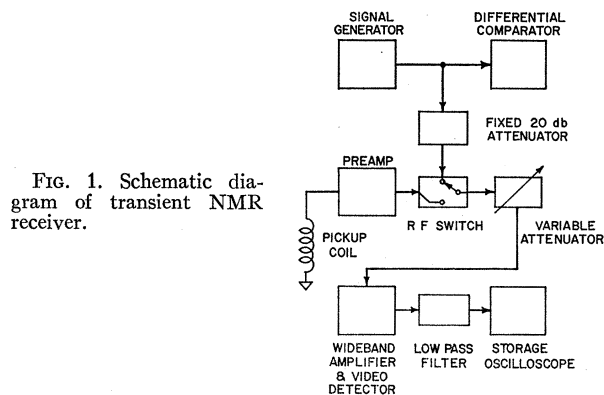 SIGNAL
GENERATOR
DIFFERENTIAL
COMPARATOR
FIXED 20 db
ATTENUATOR
PREAMP
R F SWITCH
VARIABLE
ATTENUATOR
PICKUP
COIL
WIDEBAND
AMPLIFIER
& VIDEO
DETECTOR
LOW PASS
FILTER
STORAGE
OSCILLOSCOPE
FIG. 1. Schematic dia-
gram of transient NMR
receiver.